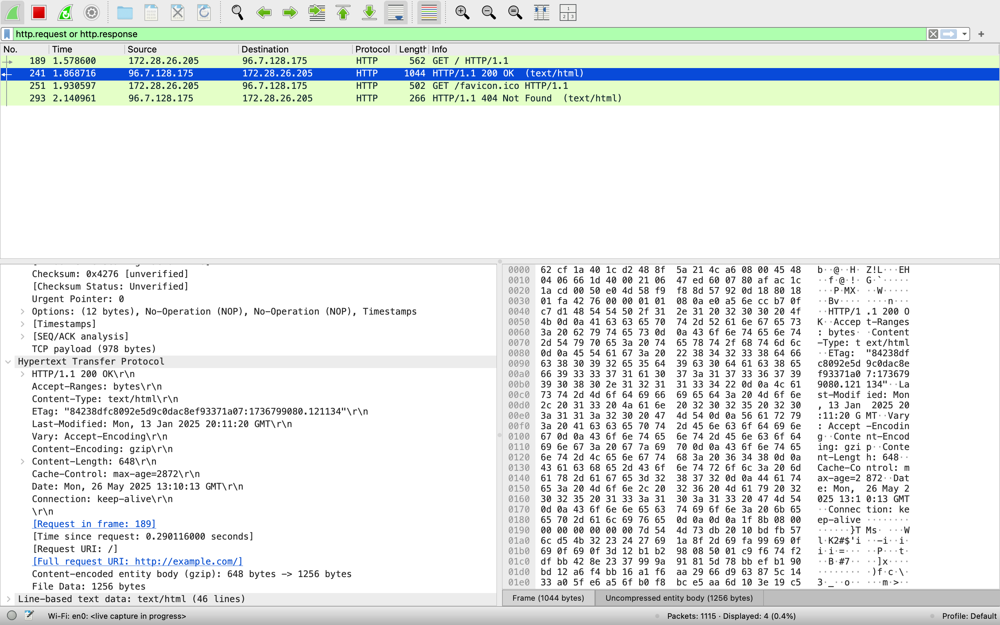 http.request or http.response
No. Time Source Destination Protocol Length Info
189 1.578600 172.28.26.205 96.7.128.175 HTTP 562 GET / HTTP/1.1
241 1.868716 96.7.128.175 172.28.26.205 HTTP 1044 HTTP/1.1 200 OK (text/html)
251 1.930597 172.28.26.205 96.7.128.175 HTTP 502 GET /favicon.ico HTTP/1.1
293 2.140961 96.7.128.175 172.28.26.205 HTTP 266 HTTP/1.1 404 Not Found (text/html)
Checksum: 0x4276 [unverified]
[Checksum Status: Unverified]
Urgent Pointer: 0
Options: (12 bytes), No-Operation (NOP), No-Operation (NOP), Timestamps
[Timestamps]
[SEQ/ACK analysis]
TCP payload (978 bytes)
Hypertext Transfer Protocol
HTTP/1.1 200 OK\r\n
Accept-Ranges: bytes\r\n
Content-Type: text/html\r\n
ETag: "84238dfc8092e5d9c0dac8ef93371a07:1736799080.121134"\r\n
Last-Modified: Mon, 13 Jan 2025 20:11:20 GMT\r\n
Vary: Accept-Encoding\r\n
Content-Encoding: gzip\r\n
Content-Length: 648\r\n
Cache-Control: max-age=2872\r\n
Date: Mon, 26 May 2025 13:10:13 GMT\r\n
Connection: keep-alive\r\n
\r\n
[Request in frame: 189]
[Time since request: 0.290116000 seconds]
[Request URI: /]
[Full request URI: http://example.com/]
Content-encoded entity body (gzip): 648 bytes -> 1256 bytes
File Data: 1256 bytes
Line-based text data: text/html (46 lines)
0000 62 cf 1a 40 1c d2 48 8f 5a 21 4c a6 08 00 45 48 b··@··H· Z!L···EH
0010 04 06 66 1d 40 00 21 06 47 ed 60 07 80 af ac 1c ··f·@·!· G·`·····
0020 1a cd 00 50 e0 4d 58 f9 f8 8d 57 92 0d 18 80 18 ···P·MX· ··W·····
0030 01 fa 42 76 00 00 01 01 08 0a e0 a5 6e cc b7 0f ··Bv···· ····n···
0040 c7 d1 48 54 54 50 2f 31 2e 31 20 32 30 30 20 4f ··HTTP/1 .1 200 O
0050 4b 0d 0a 41 63 63 65 70 74 2d 52 61 6e 67 65 73 K··Accep t-Ranges
0060 3a 20 62 79 74 65 73 0d 0a 43 6f 6e 74 65 6e 74 : bytes· ·Content
0070 2d 54 79 70 65 3a 20 74 65 78 74 2f 68 74 6d 6c -Type: t ext/html
0080 0d 0a 45 54 61 67 3a 20 22 38 34 32 33 38 64 66 ··ETag: "84238df
0090 63 38 30 39 32 65 35 64 39 63 30 64 61 63 38 65 c8092e5d 9c0dac8e
00a0 66 39 33 33 37 31 61 30 37 3a 31 37 33 36 37 39 f93371a0 7:173679
00b0 39 30 38 30 2e 31 32 31 31 33 34 22 0d 0a 4c 61 9080.121 134"··La
00c0 73 74 2d 4d 6f 64 69 66 69 65 64 3a 20 4d 6f 6e st-Modif ied: Mon
00d0 2c 20 31 33 20 4a 61 6e 20 32 30 32 35 20 32 30 , 13 Jan 2025 20
00e0 3a 31 31 3a 32 30 20 47 4d 54 0d 0a 56 61 72 79 :11:20 G MT··Vary
00f0 3a 20 41 63 63 65 70 74 2d 45 6e 63 6f 64 69 6e : Accept -Encodin
0100 67 0d 0a 43 6f 6e 74 65 6e 74 2d 45 6e 63 6f 64 g··Conte nt-Encod
0110 69 6e 67 3a 20 67 7a 69 70 0d 0a 43 6f 6e 74 65 ing: gzi p··Conte
0120 6e 74 2d 4c 65 6e 67 74 68 3a 20 36 34 38 0d 0a nt-Lengt h: 648··
0130 43 61 63 68 65 2d 43 6f 6e 74 72 6f 6c 3a 20 6d Cache-Co ntrol: m
0140 61 78 2d 61 67 65 3d 32 38 37 32 0d 0a 44 61 74 ax-age=2 872··Dat
0150 65 3a 20 4d 6f 6e 2c 20 32 36 20 4d 61 79 20 32 e: Mon, 26 May 2
0160 30 32 35 20 31 33 3a 31 30 3a 31 33 20 47 4d 54 025 13:1 0:13 GMT
0170 0d 0a 43 6f 6e 6e 65 63 74 69 6f 6e 3a 20 6b 65 ··Connec tion: ke
0180 65 70 2d 61 6c 69 76 65 0d 0a 0d 0a 1f 8b 08 00 ep-alive ········
0190 00 00 00 00 00 00 7d 54 4d 73 db 20 10 bd fb 57 ······}T Ms· ···W
01a0 6c d5 4b 32 23 24 27 69 1a 8f 2d 69 fa 99 69 0f l·K2#$'i ··-i··i·
01b0 69 0f 69 0f 3d 12 b1 b2 98 08 50 01 c9 f6 74 f2 i·i·=··· ··P···t·
01c0 df bb 42 8e 23 37 99 9a 91 81 5d 78 bb ef b1 90 ··B·#7·· ··]x····
01d0 bd 12 a6 f4 bb 16 a1 f6 aa 29 66 d9 63 87 5c 14 ········ ·)f·c·\·
01e0 33 a0 5f e6 a5 6f b0 f8 bc e5 aa 6d 10 3e 19 c5 3·_··o·· ···m·>··
Frame (1044 bytes) Uncompressed entity body (1256 bytes)
Wi-Fi: en0: <live capture in progress> Packets: 1115 · Displayed: 4 (0.4%) Profile: Default